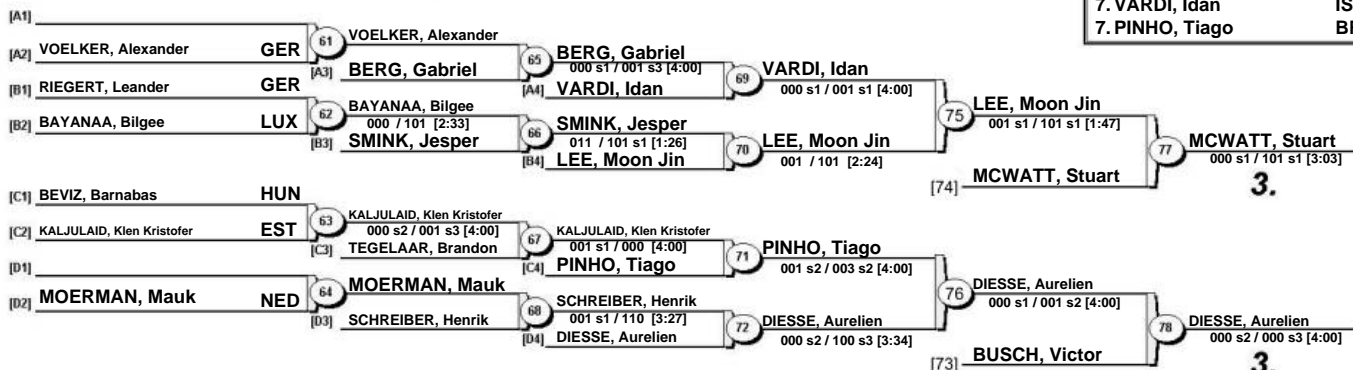 7. VARDI, Idan IS
7. PINHO, Tiago
[A1]
[A2] VOELKER, Alexander GER
61
VOELKER, Alexander
[A3] BERG, Gabriel
65
BERG, Gabriel
000 s1 / 001 s3 [4:00]
[A4] VARDI, Idan
69
VARDI, Idan
000 s1 / 001 s1 [4:00]
[B1] RIEGERT, Leander GER
[B2] BAYANAA, Bilgee LUX
62
BAYANAA, Bilgee
000 / 101 [2:33]
[B3] SMINK, Jesper
66
SMINK, Jesper
011 / 101 s1 [1:26]
[B4] LEE, Moon Jin
70
LEE, Moon Jin
001 / 101 [2:24]
75
LEE, Moon Jin
001 s1 / 101 s1 [1:47]
[74] MCWATT, Stuart
77
MCWATT, Stuart
000 s1 / 101 s1 [3:03]
3.
[C1] BEVIZ, Barnabas HUN
[C2] KALJULAID, Klen Kristofer EST
63
KALJULAID, Klen Kristofer
000 s2 / 001 s3 [4:00]
[C3] TEGELAAR, Brandon
67
KALJULAID, Klen Kristofer
001 s1 / 000 [4:00]
[C4] PINHO, Tiago
71
PINHO, Tiago
001 s2 / 003 s2 [4:00]
[D1]
[D2] MOERMAN, Mauk NED
64
MOERMAN, Mauk
[D3] SCHREIBER, Henrik
68
SCHREIBER, Henrik
001 s1 / 110 [3:27]
[D4] DIESSE, Aurelien
72
DIESSE, Aurelien
000 s2 / 100 s3 [3:34]
76
DIESSE, Aurelien
000 s1 / 001 s2 [4:00]
[73] BUSCH, Victor
78
DIESSE, Aurelien
000 s2 / 000 s3 [4:00]
3.